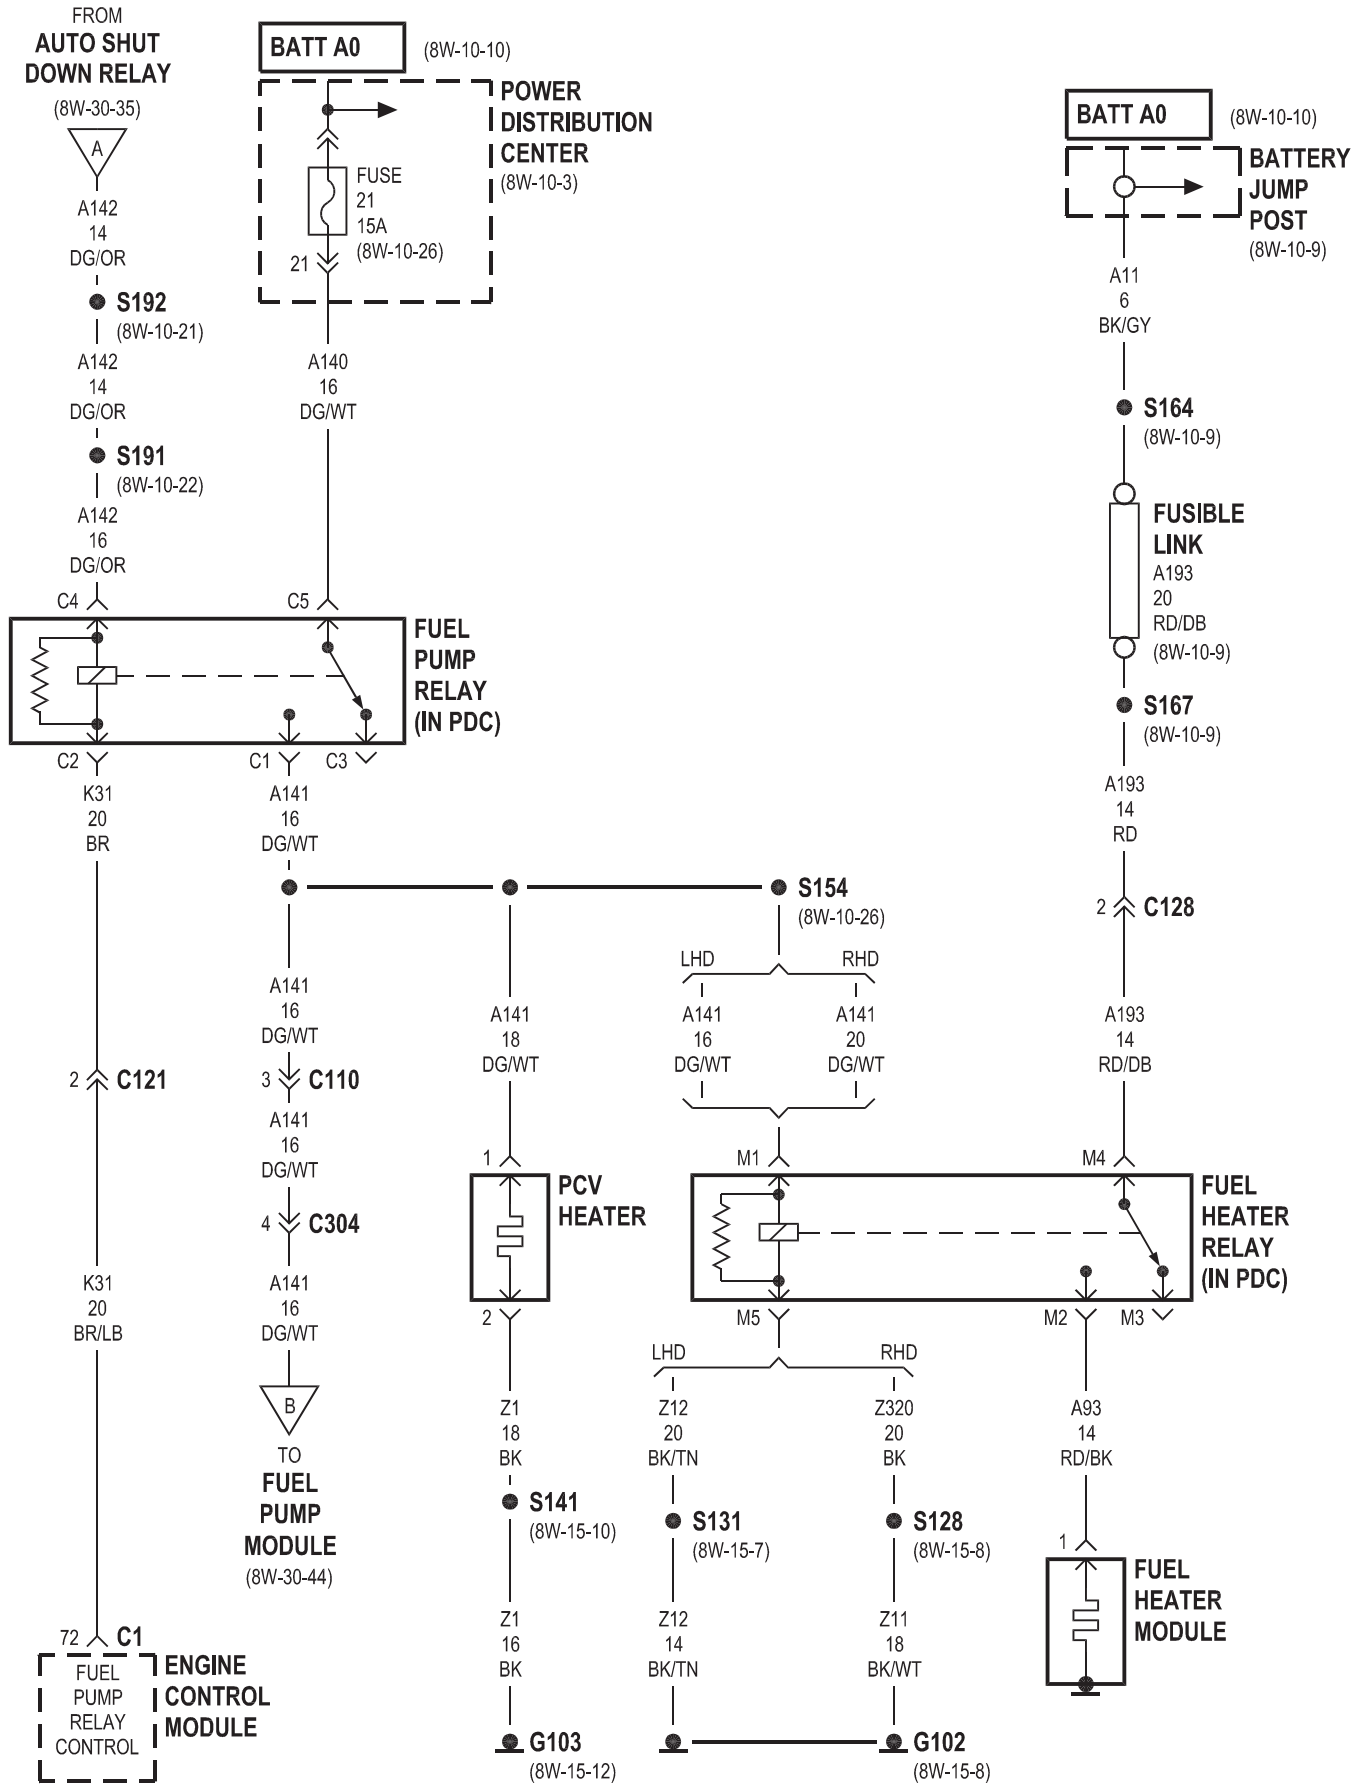 FROM
AUTO SHUT
DOWN RELAY
(8W-30-35)
A
A142
14
DG/OR
S192
(8W-10-21)
A142
14
DG/OR
S191
(8W-10-22)
A142
16
DG/OR
C4
BATT A0
(8W-10-10)
POWER
DISTRIBUTION
CENTER
(8W-10-3)
FUSE
21
15A
(8W-10-26)
21
A140
16
DG/WT
C5
FUEL
PUMP
RELAY
(IN PDC)
C2
C1
C3
K31
20
BR
A141
16
DG/WT
S154
(8W-10-26)
2
C121
K31
20
BR/LB
72
C1
FUEL
PUMP
RELAY
CONTROL
ENGINE
CONTROL
MODULE
A141
16
DG/WT
3
C110
A141
16
DG/WT
4
C304
A141
16
DG/WT
B
TO
FUEL
PUMP
MODULE
(8W-30-44)
A141
18
DG/WT
1
PCV
HEATER
2
Z1
18
BK
S141
(8W-15-10)
Z1
16
BK
G103
(8W-15-12)
LHD
RHD
A141
16
DG/WT
A141
20
DG/WT
M1
BATT A0
(8W-10-10)
BATTERY
JUMP
POST
(8W-10-9)
A11
6
BK/GY
S164
(8W-10-9)
FUSIBLE
LINK
A193
20
RD/DB
(8W-10-9)
S167
(8W-10-9)
A193
14
RD
2
C128
A193
14
RD/DB
M4
FUEL
HEATER
RELAY
(IN PDC)
M5
M2
M3
LHD
RHD
Z12
20
BK/TN
S131
(8W-15-7)
Z12
14
BK/TN
Z320
20
BK
S128
(8W-15-8)
Z11
18
BK/WT
G102
(8W-15-8)
A93
14
RD/BK
1
FUEL
HEATER
MODULE